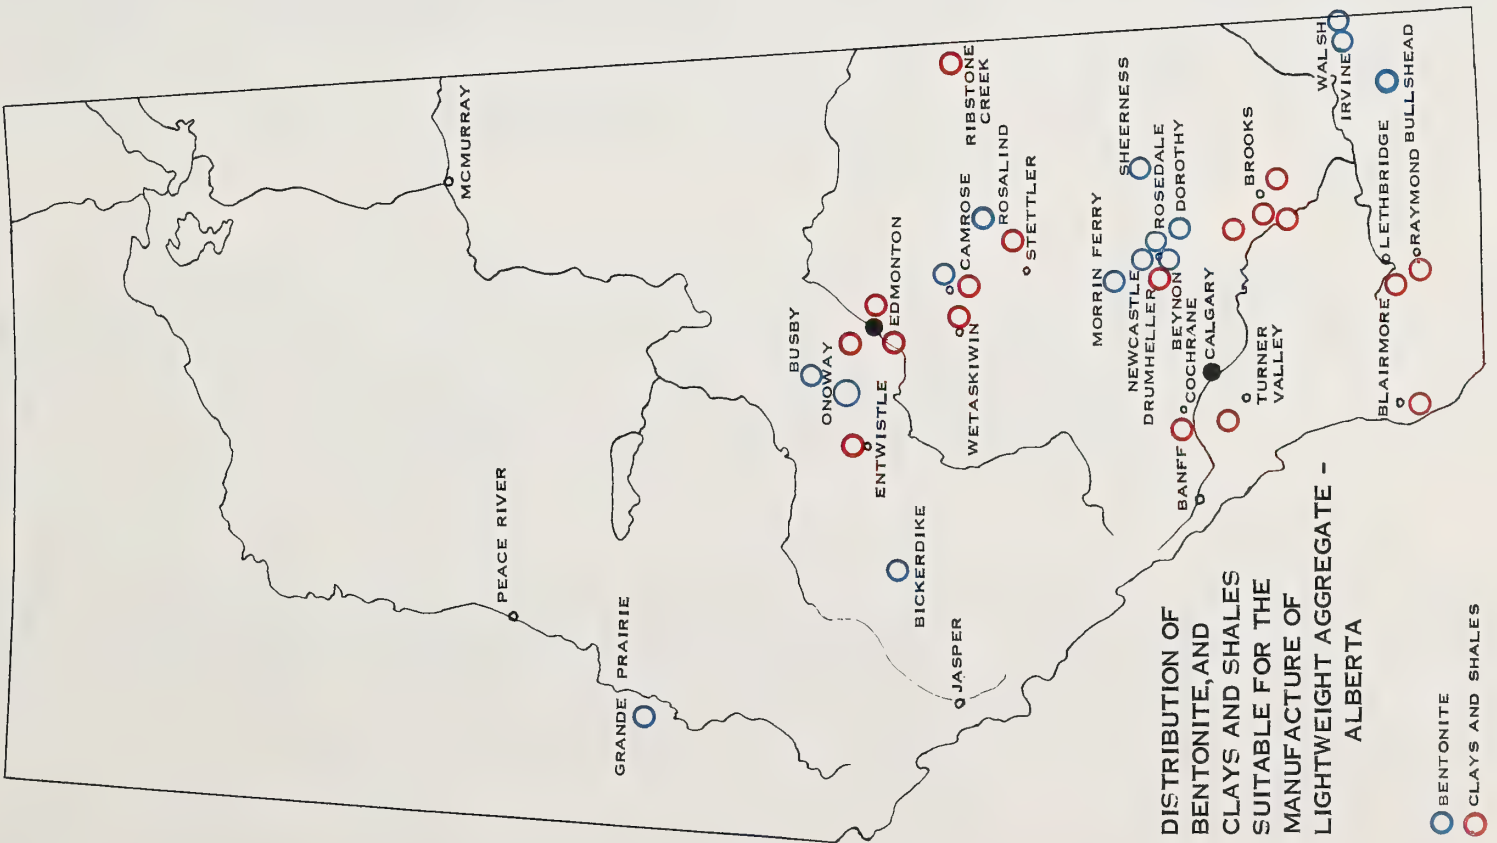 MCMURRAY
PEACE RIVER
GRANDE PRAIRIE
BUSBY
ONOWAY
EDMONTON
ENTWISTLE
BICKERDIKE
JASPER
RIBSTONE
CREEK
CAMROSE
ROSALIND
STETTLER
WETASKIWIN
SHEERNESS
MORRIN FERRY
ROSEDALE
DOROTHY
NEWCASTLE
DRUMHELLER
BEYNON
COCHRANE
CALGARY
BANFF
TURNER
VALLEY
BROOKS
WALSH
IRVINE
BULLSHEAD
LETHBRIDGE
RAYMOND
BLAIRMORE
DISTRIBUTION OF
BENTONITE, AND
CLAYS AND SHALES
SUITABLE FOR THE
MANUFACTURE OF
LIGHTWEIGHT AGGREGATE -
ALBERTA
BENTONITE
CLAYS AND SHALES